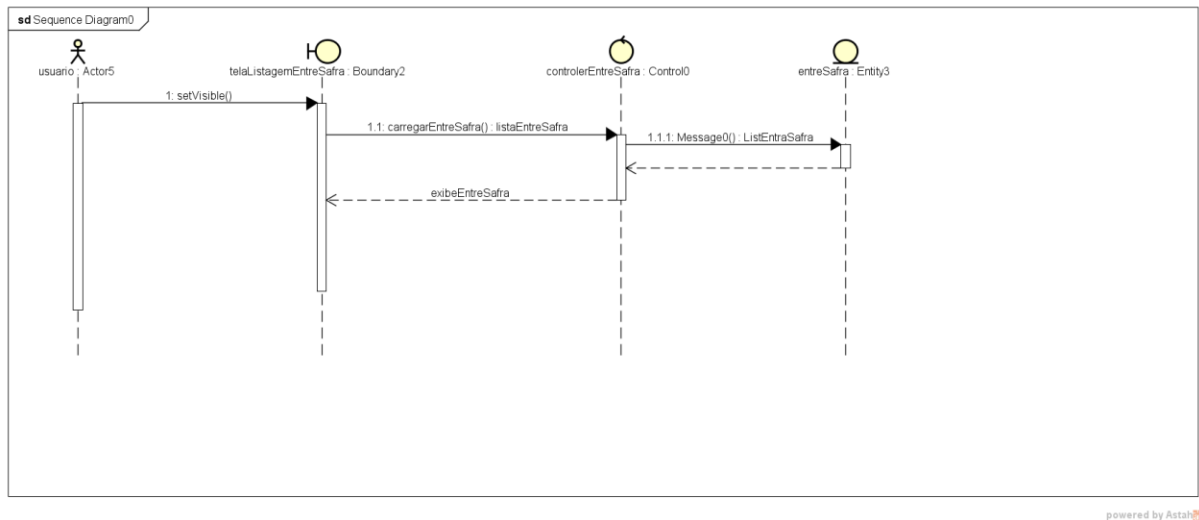 sd Sequence Diagram0
usuario : Actor5
telaListagemEntreSafra : Boundary2
controlerEntreSafra : Control0
entreSafra : Entity3
1: setVisible()
1.1: carregarEntreSafra() : listaEntreSafra
1.1.1: Message0() : ListEntraSafra
exibeEntreSafra
powered by Astah